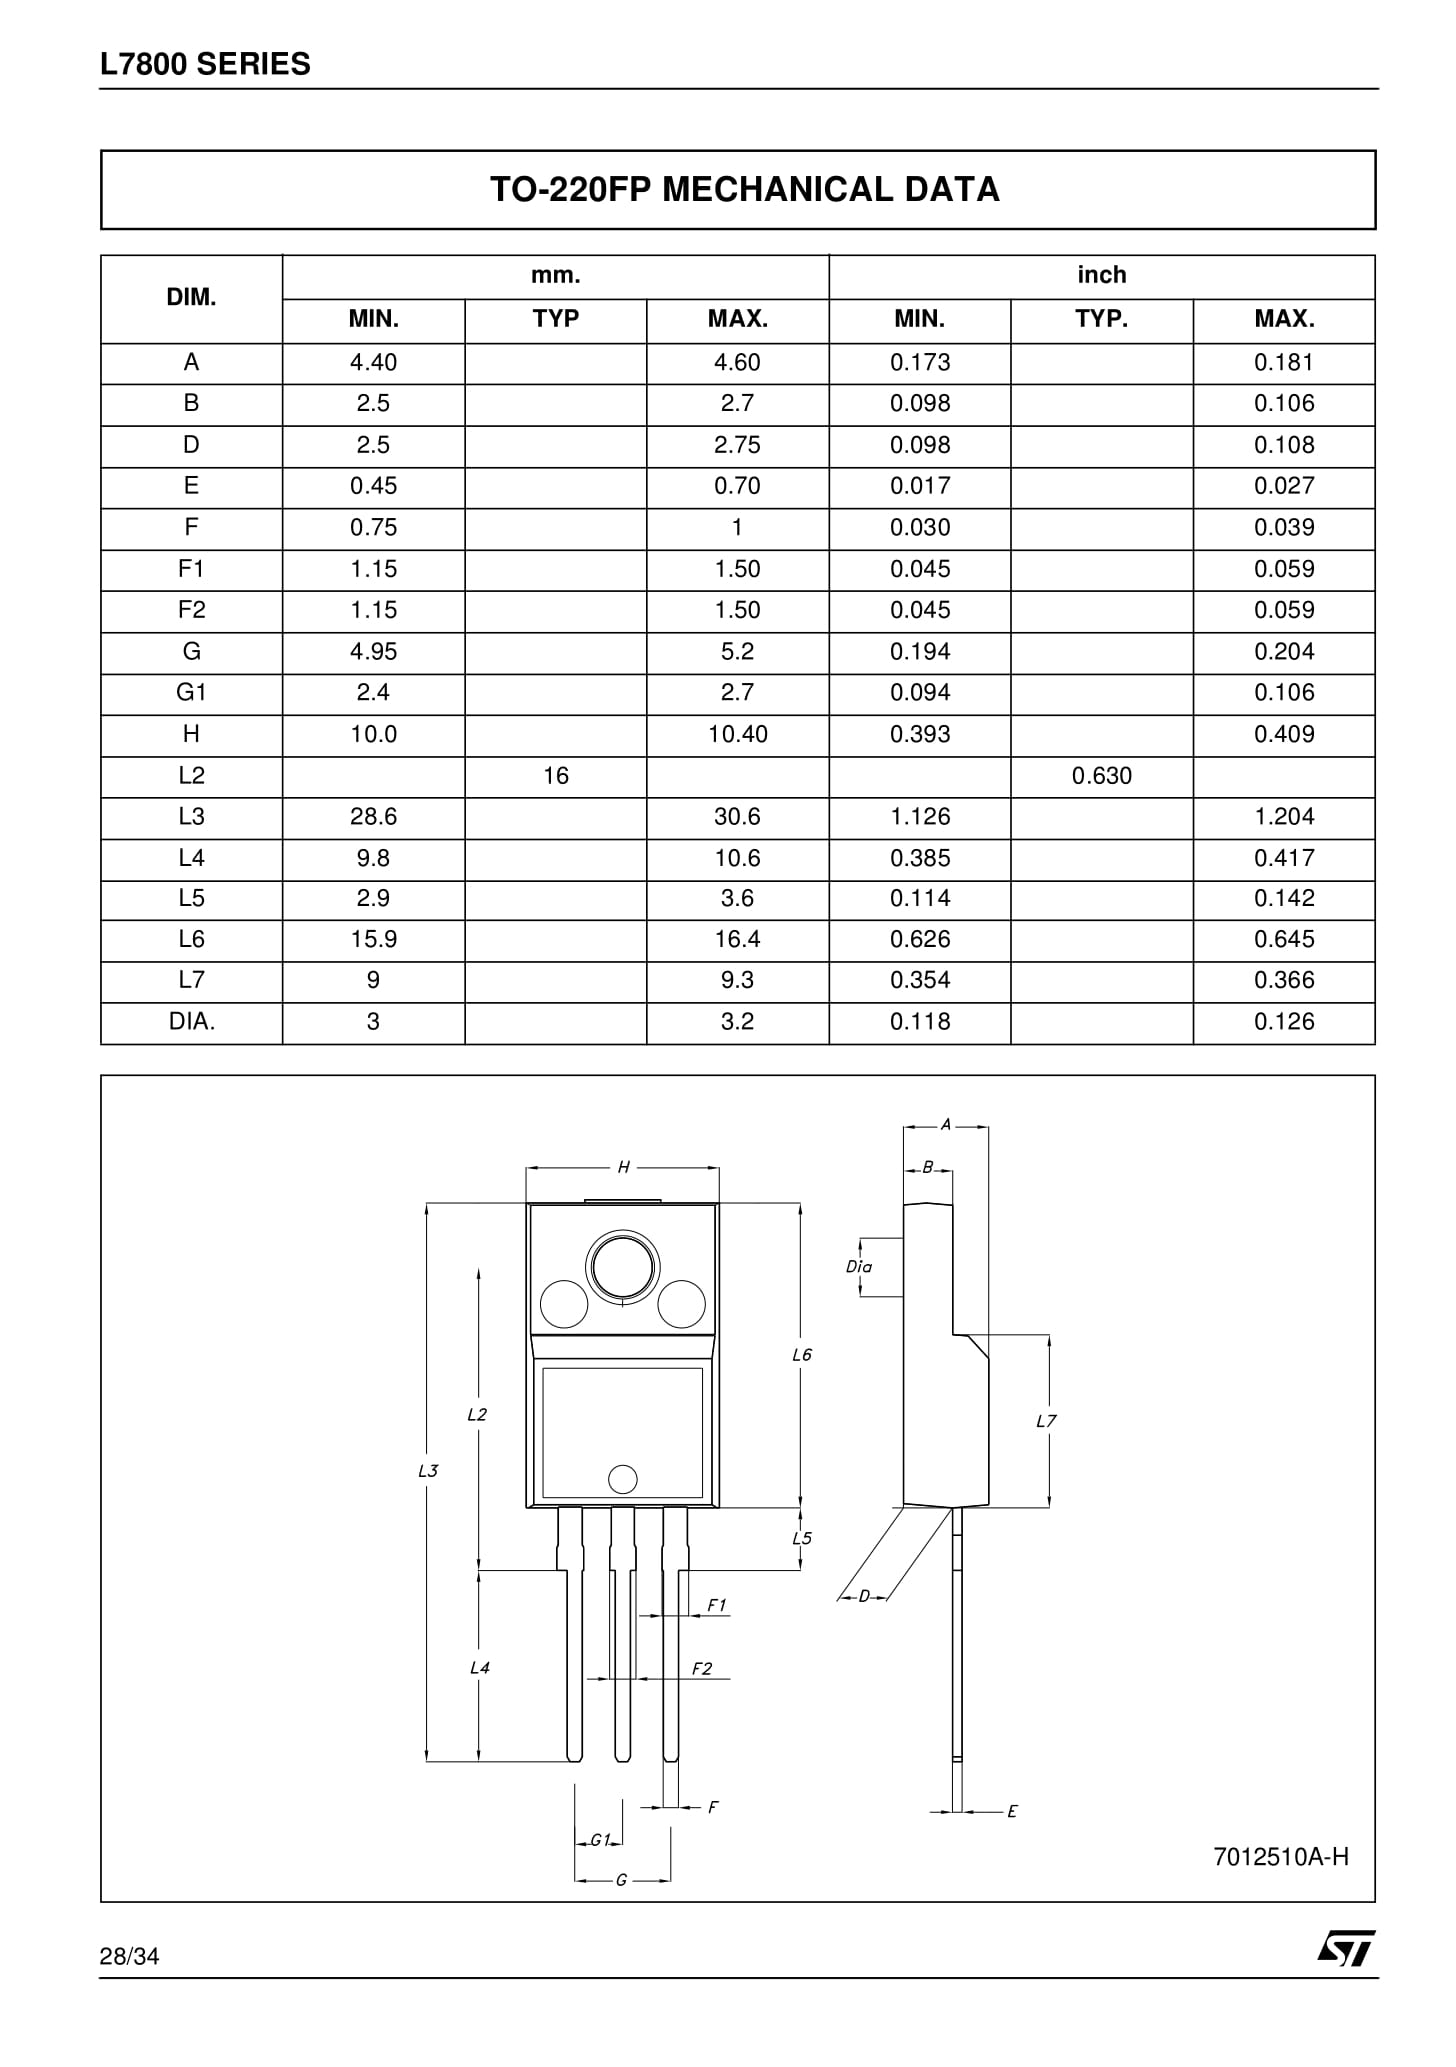 L7800 SERIES
TO-220FP MECHANICAL DATA
DIM. mm. inch
MIN. TYP MAX. MIN. TYP. MAX.
A 4.40 4.60 0.173 0.181
B 2.5 2.7 0.098 0.106
D 2.5 2.75 0.098 0.108
E 0.45 0.70 0.017 0.027
F 0.75 1 0.030 0.039
F1 1.15 1.50 0.045 0.059
F2 1.15 1.50 0.045 0.059
G 4.95 5.2 0.194 0.204
G1 2.4 2.7 0.094 0.106
H 10.0 10.40 0.393 0.409
L2 16 0.630
L3 28.6 30.6 1.126 1.204
L4 9.8 10.6 0.385 0.417
L5 2.9 3.6 0.114 0.142
L6 15.9 16.4 0.626 0.645
L7 9 9.3 0.354 0.366
DIA. 3 3.2 0.118 0.126
A
H B
Dia
L6
L2 L7
L3
L5
D
F1
L4 F2
F E
G1
G
7012510A-H
28/34 ST